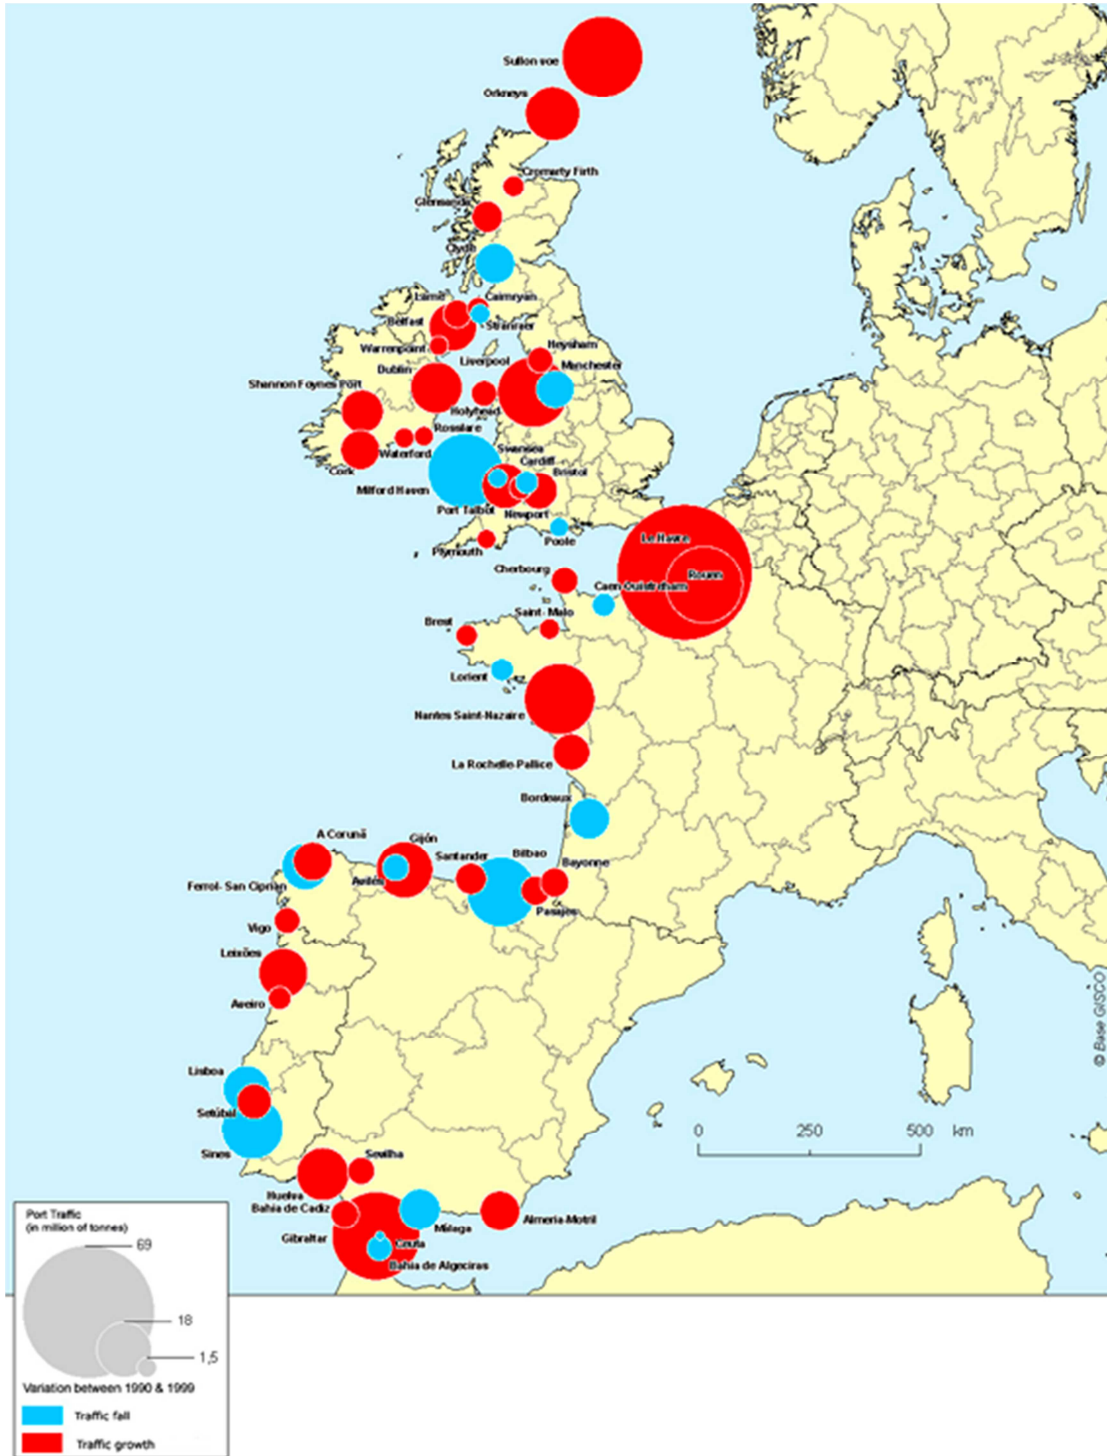 Sullon voe
Orkneys
Cromarty Firth
Glensanda
Clyde
Larne
Cairnryan
Belfast
Stranraer
Warrenpoint
Heysham
Liverpool
Manchester
Dublin
Shannon Foynes Port
Holyhead
Rosslare
Waterford
Cork
Swansea
Cardiff
Bristol
Milford Haven
Port Talbot
Newport
Plymouth
Poole
Le Havre
Cherbourg
Rouen
Caen Ouistreham
Saint- Malo
Brest
Lorient
Nantes Saint-Nazaire
La Rochelle-Pallice
Bordeaux
A Corunã
Gijón
Santander
Bilbao
Bayonne
Avilés
Ferrol- San Ciprian
Pasajes
Vigo
Leixões
Aveiro
Lisboa
Setúbal
Sines
Sevilha
Huelva
Bahia de Cadiz
Málaga
Almeria-Motril
Gibraltar
Ceuta
Bahia de Algeciras
0 250 500 km
© Base GISCO
Port Traffic
(in million of tonnes)
69
18
1,5
Variation between 1990 & 1999
Traffic fall
Traffic growth